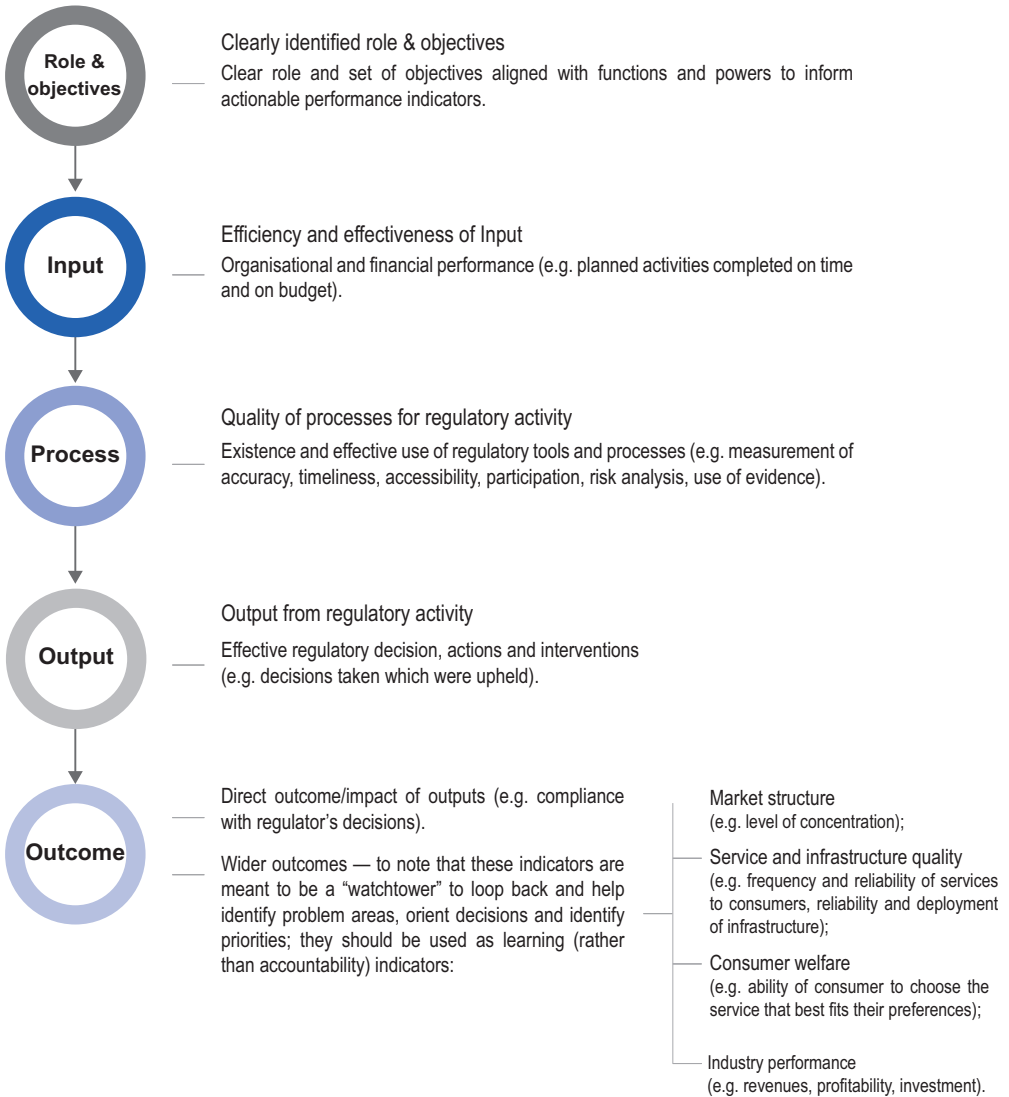 Role &
objectives
Clearly identified role & objectives
Clear role and set of objectives aligned with functions and powers to inform
actionable performance indicators.
Input
Efficiency and effectiveness of Input
Organisational and financial performance (e.g. planned activities completed on time
and on budget).
Process
Quality of processes for regulatory activity
Existence and effective use of regulatory tools and processes (e.g. measurement of
accuracy, timeliness, accessibility, participation, risk analysis, use of evidence).
Output
Output from regulatory activity
Effective regulatory decision, actions and interventions
(e.g. decisions taken which were upheld).
Outcome
Direct outcome/impact of outputs (e.g. compliance
with regulator's decisions).
Wider outcomes — to note that these indicators are
meant to be a “watchtower” to loop back and help
identify problem areas, orient decisions and identify
priorities; they should be used as learning (rather
than accountability) indicators:
Market structure
(e.g. level of concentration);
Service and infrastructure quality
(e.g. frequency and reliability of services
to consumers, reliability and deployment
of infrastructure);
Consumer welfare
(e.g. ability of consumer to choose the
service that best fits their preferences);
Industry performance
(e.g. revenues, profitability, investment).